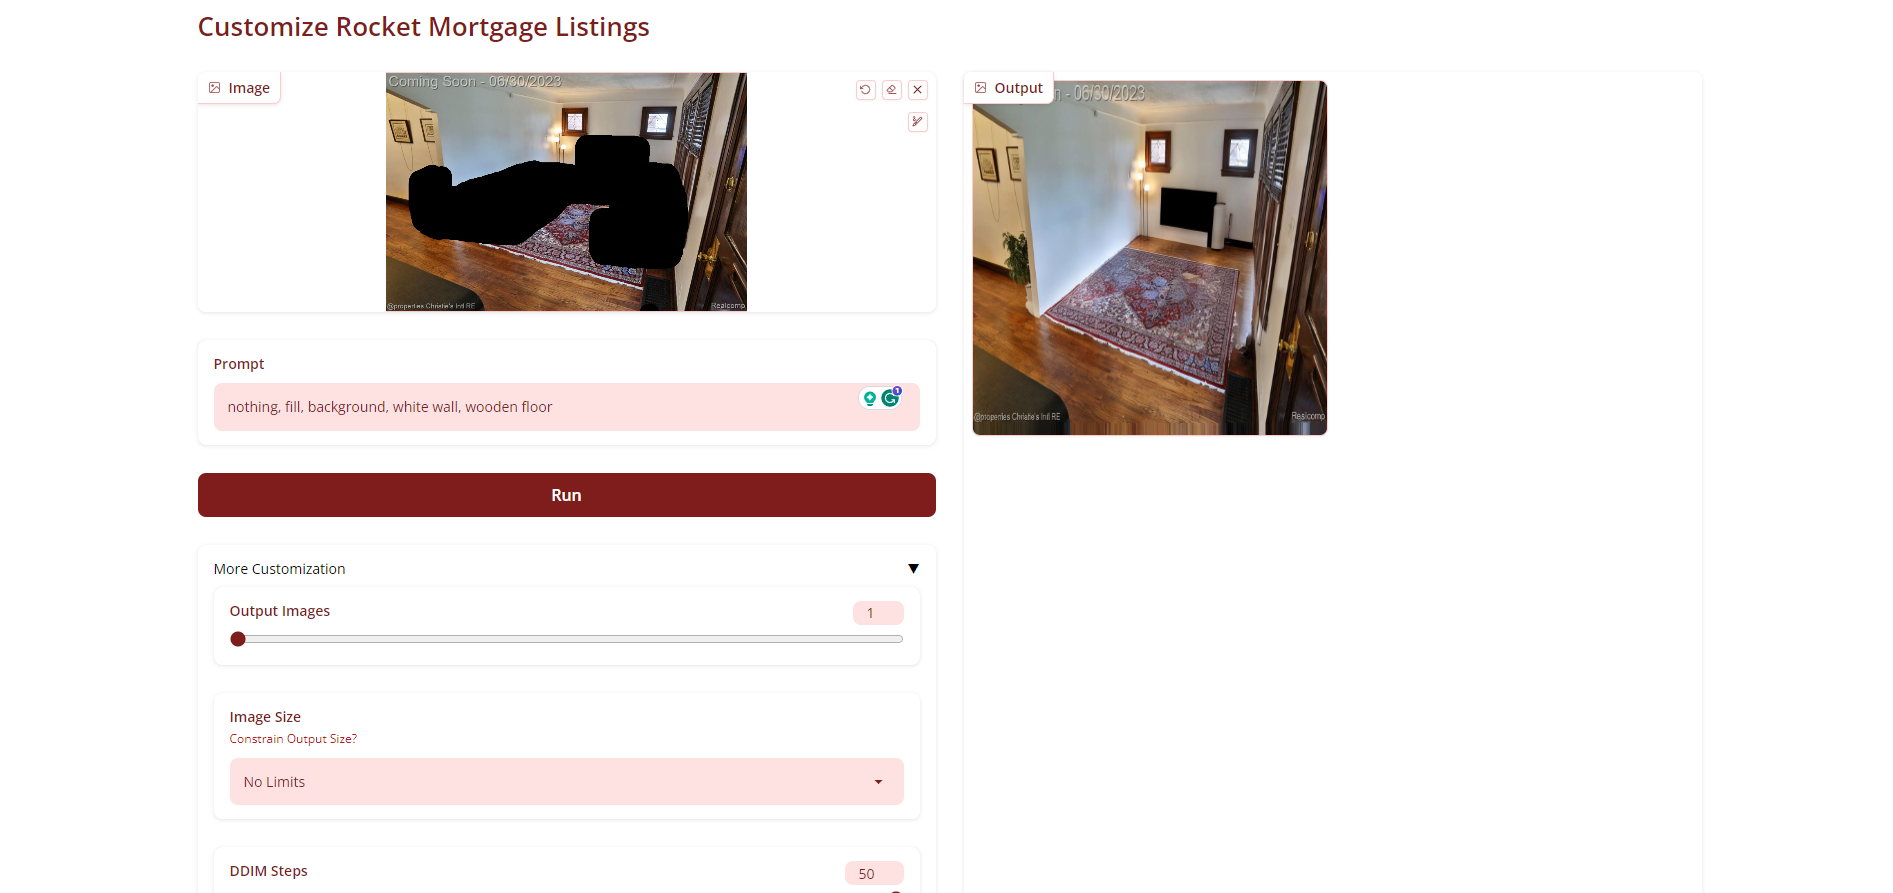 Customize Rocket Mortgage Listings
Image
Coming Soon - 06/30/2023
@properties Christie's Intl RE
Realcomp
Prompt
nothing, fill, background, white wall, wooden floor
1
Run
More Customization
Output Images
1
Image Size
Constrain Output Size?
No Limits
DDIM Steps
50
Output
n - 06/30/2023
@properties Christie's Intl RE
Realcomp